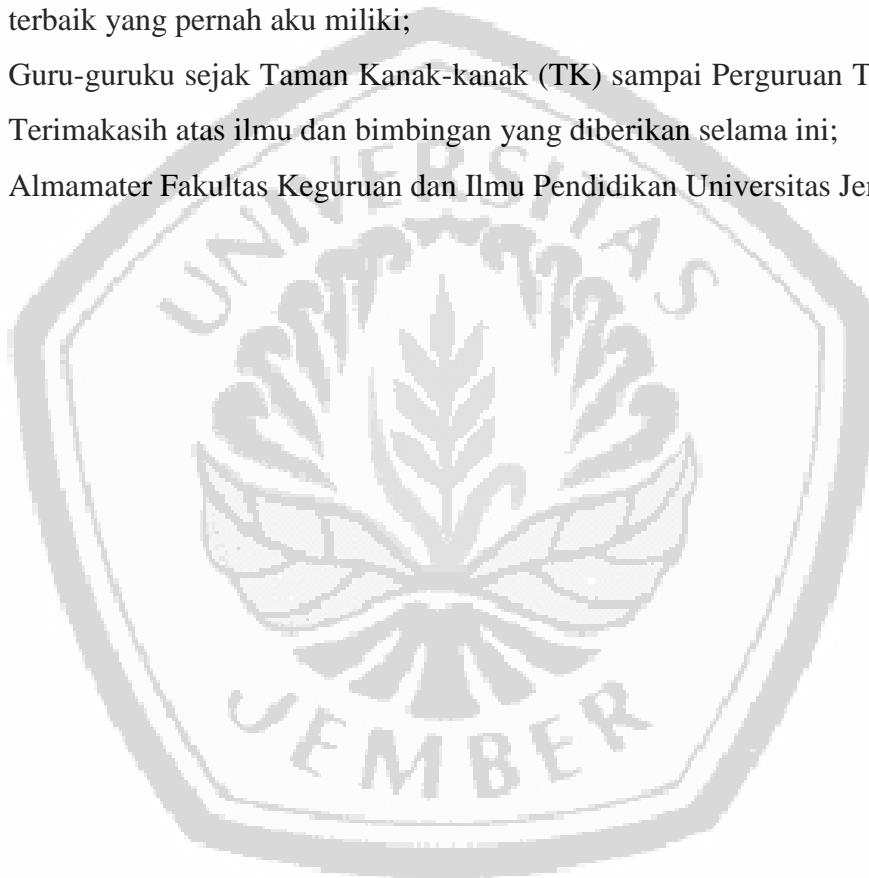 terbaik yang pernah aku miliki;
Guru-guruku sejak Taman Kanak-kanak (TK) sampai Perguruan T
Terimakasih atas ilmu dan bimbingan yang diberikan selama ini;
Almamater Fakultas Keguruan dan Ilmu Pendidikan Universitas Je
UNIVERSITAS
JEMBER